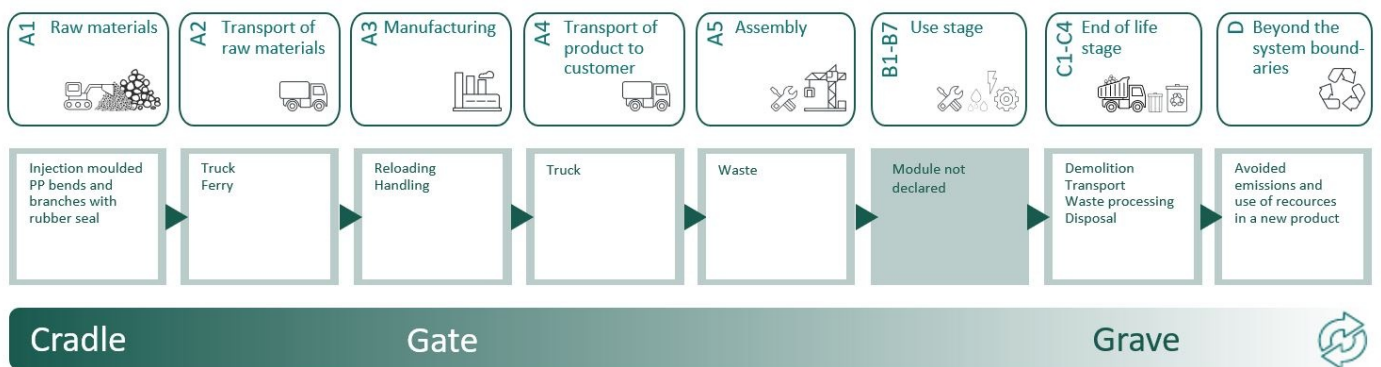 A1
Raw materials
A2
Transport of
raw materials
A3
Manufacturing
A4
Transport of
product to
customer
A5
Assembly
B1-B7
Use stage
C1-C4
End of life
stage
D
Beyond the
system bound-
aries
Injection moulded
PP bends and
branches with
rubber seal
Truck
Ferry
Reloading
Handling
Truck
Waste
Module not
declared
Demolition
Transport
Waste processing
Disposal
Avoided
emissions and
use of recources
in a new product
Cradle
Gate
Grave